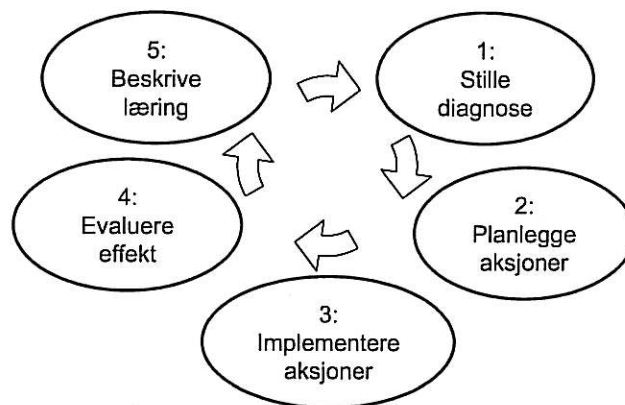 1:
Stille
diagnose
2:
Planlegge
aksjoner
3:
Implementere
aksjoner
4:
Evaluere
effekt
5:
Beskrive
læring